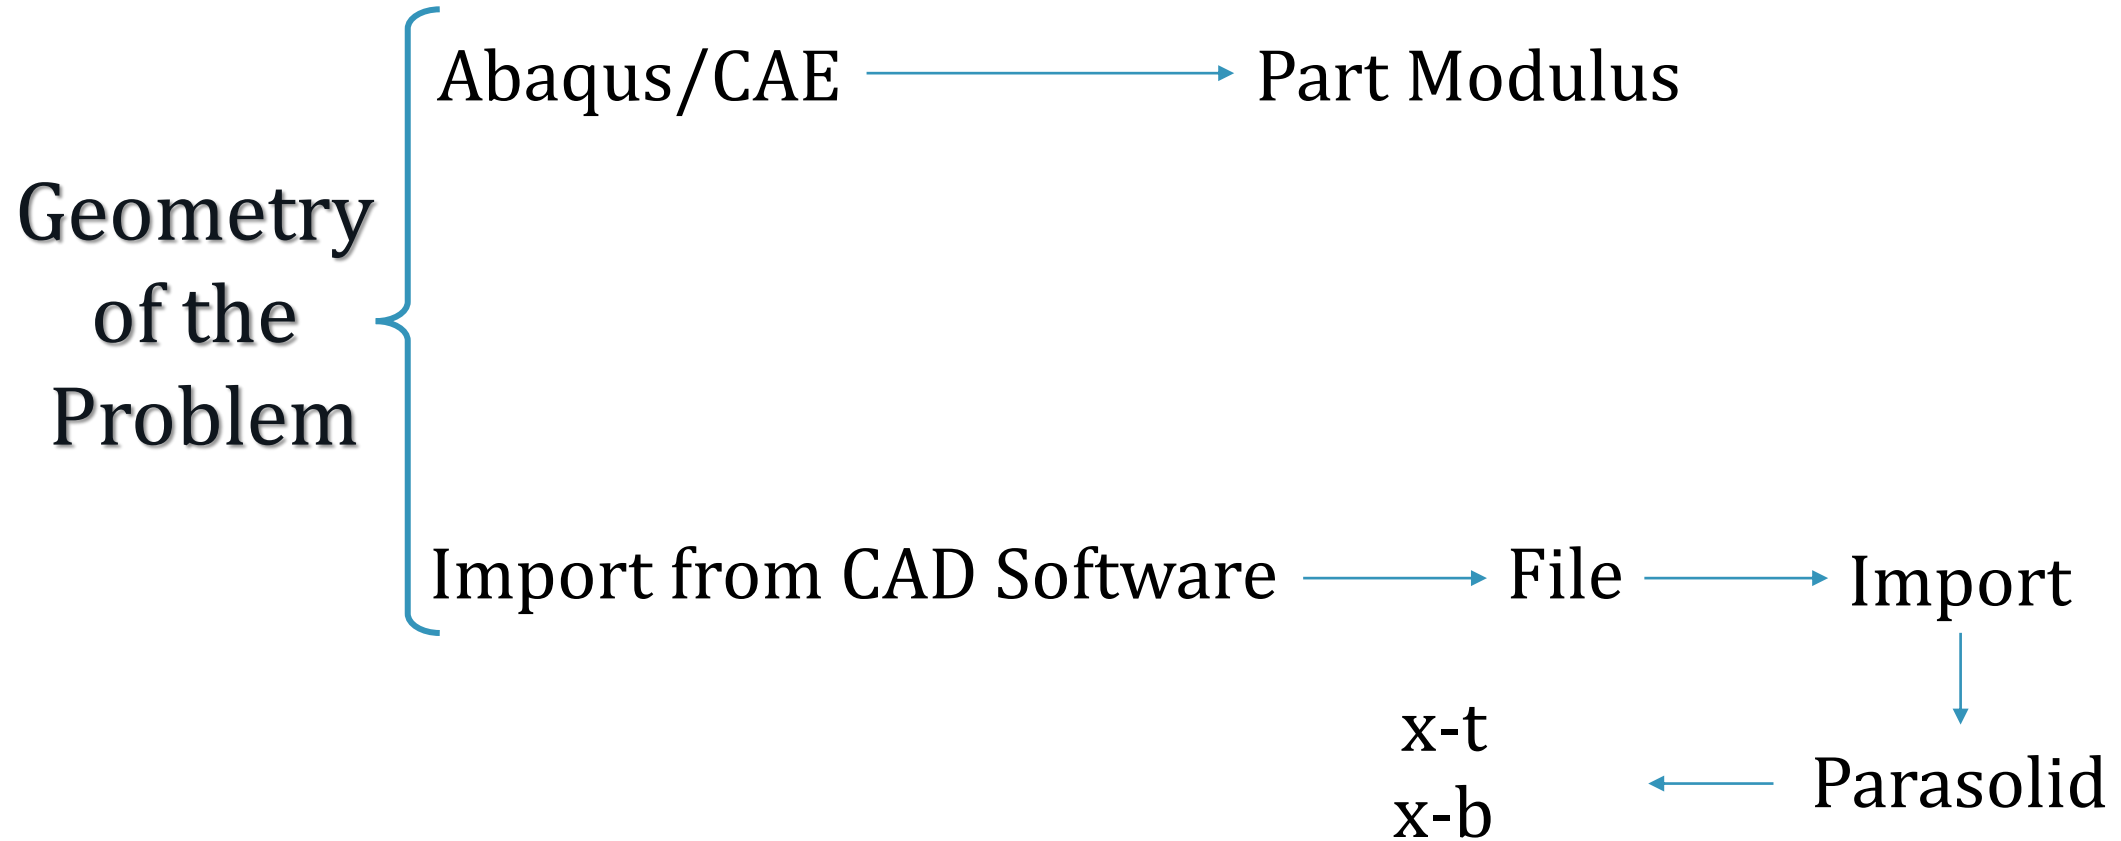 Geometry
of the
Problem
Abaqus/CAE
Part Modulus
Import from CAD Software
File
Import
Parasolid
x-t
x-b